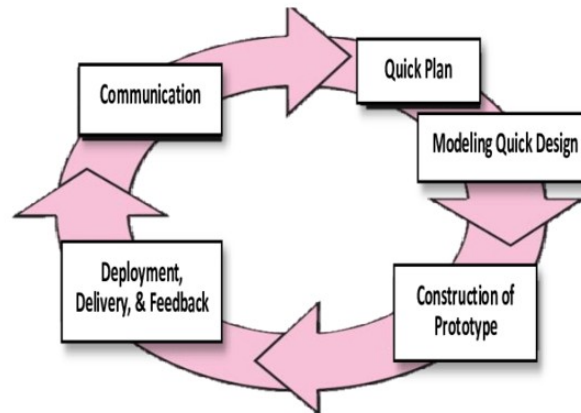 Communication
Quick Plan
Modeling Quick Design
Construction of
Prototype
Deployment,
Delivery, & Feedback